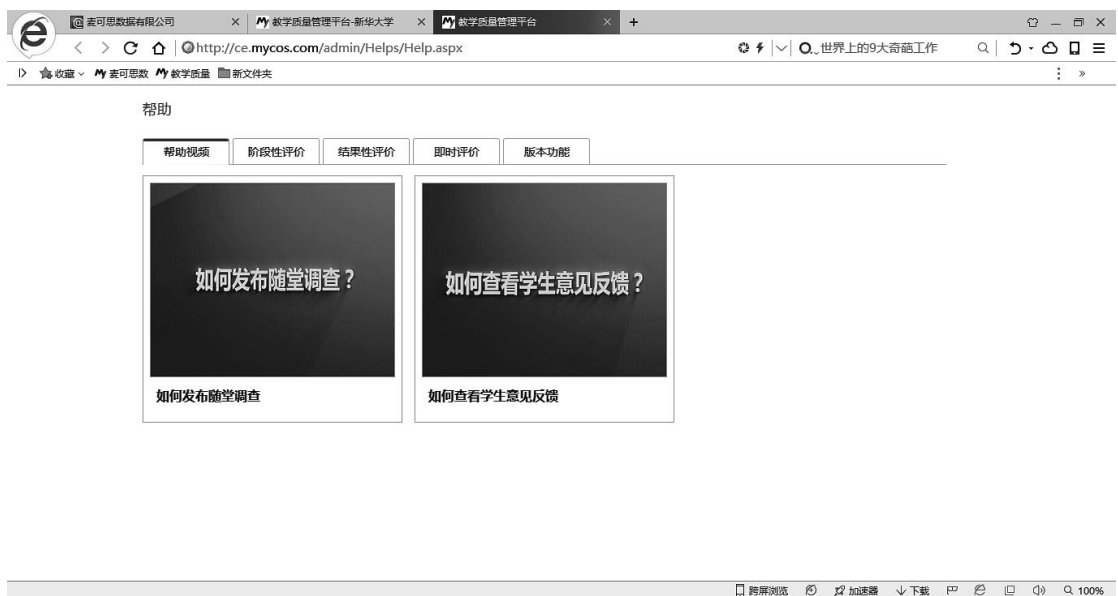 麦可思数据有限公司
教学质量管理平台-新华大学
教学质量管理平台
http://ce.mycos.com/admin/Helps/Help.aspx
世界上的9大奇葩工作
收藏
麦可思数
教学质量
新文件夹
帮助
帮助视频
阶段性评价
结果性评价
即时评价
版本功能
如何发布随堂调查？
如何查看学生意见反馈？
如何发布随堂调查
如何查看学生意见反馈
跨屏浏览
加速器
下载
100%